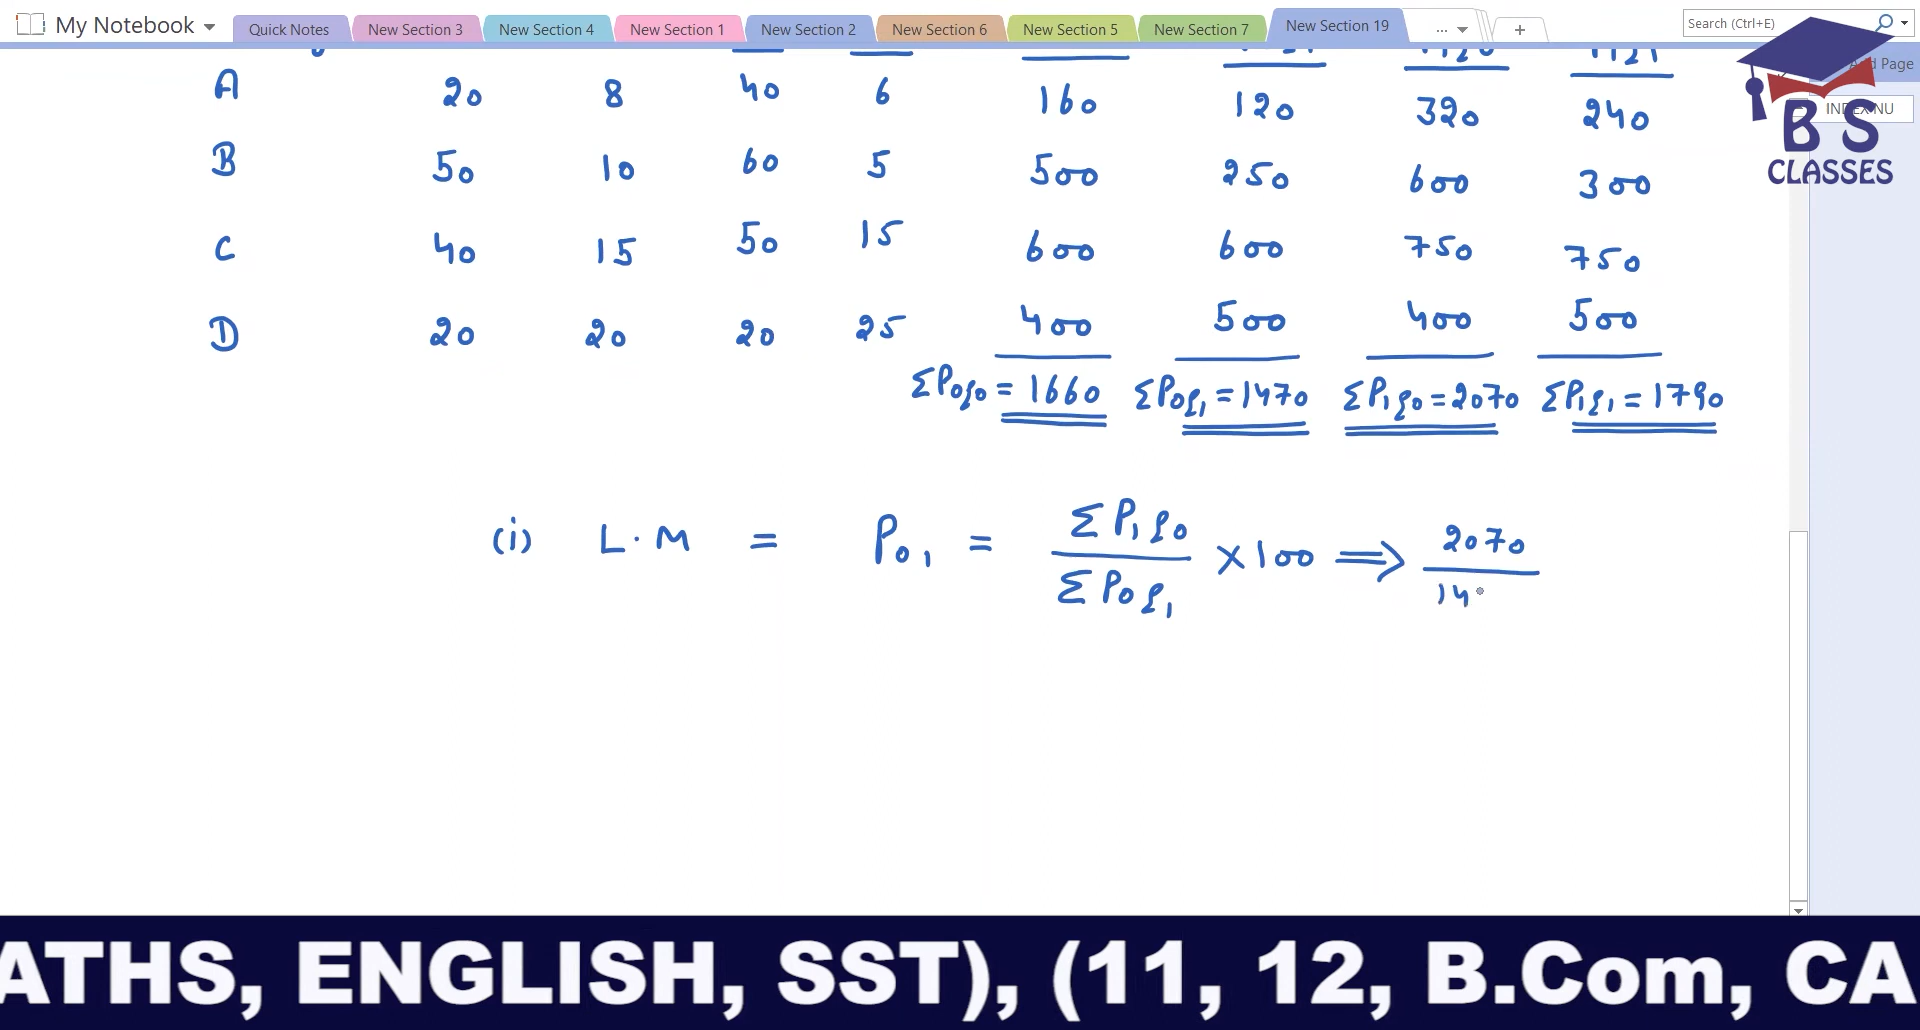 My Notebook Quick Notes New Section 3 New Section 4 New Section 1 New Section 2 New Section 6 New Section 5 New Section 7 New Section 19 ... + Search (Ctrl+E)
Page
INDEX NU
B S
CLASSES
A 20 8 40 6 160 120 320 240
B 50 10 60 5 500 250 600 300
C 40 15 50 15 600 600 750 750
D 20 20 20 25 400 500 400 500
ΣP₀q₀ = 1660 ΣP₀q₁ = 1470 ΣP₁q₀ = 2070 ΣP₁q₁ = 1790
(i) L.M = P₀₁ = ΣP₁q₀ / ΣP₀q₁ × 100 ⟹ 2070 / 14
ATHS, ENGLISH, SST), (11, 12, B.Com, CA